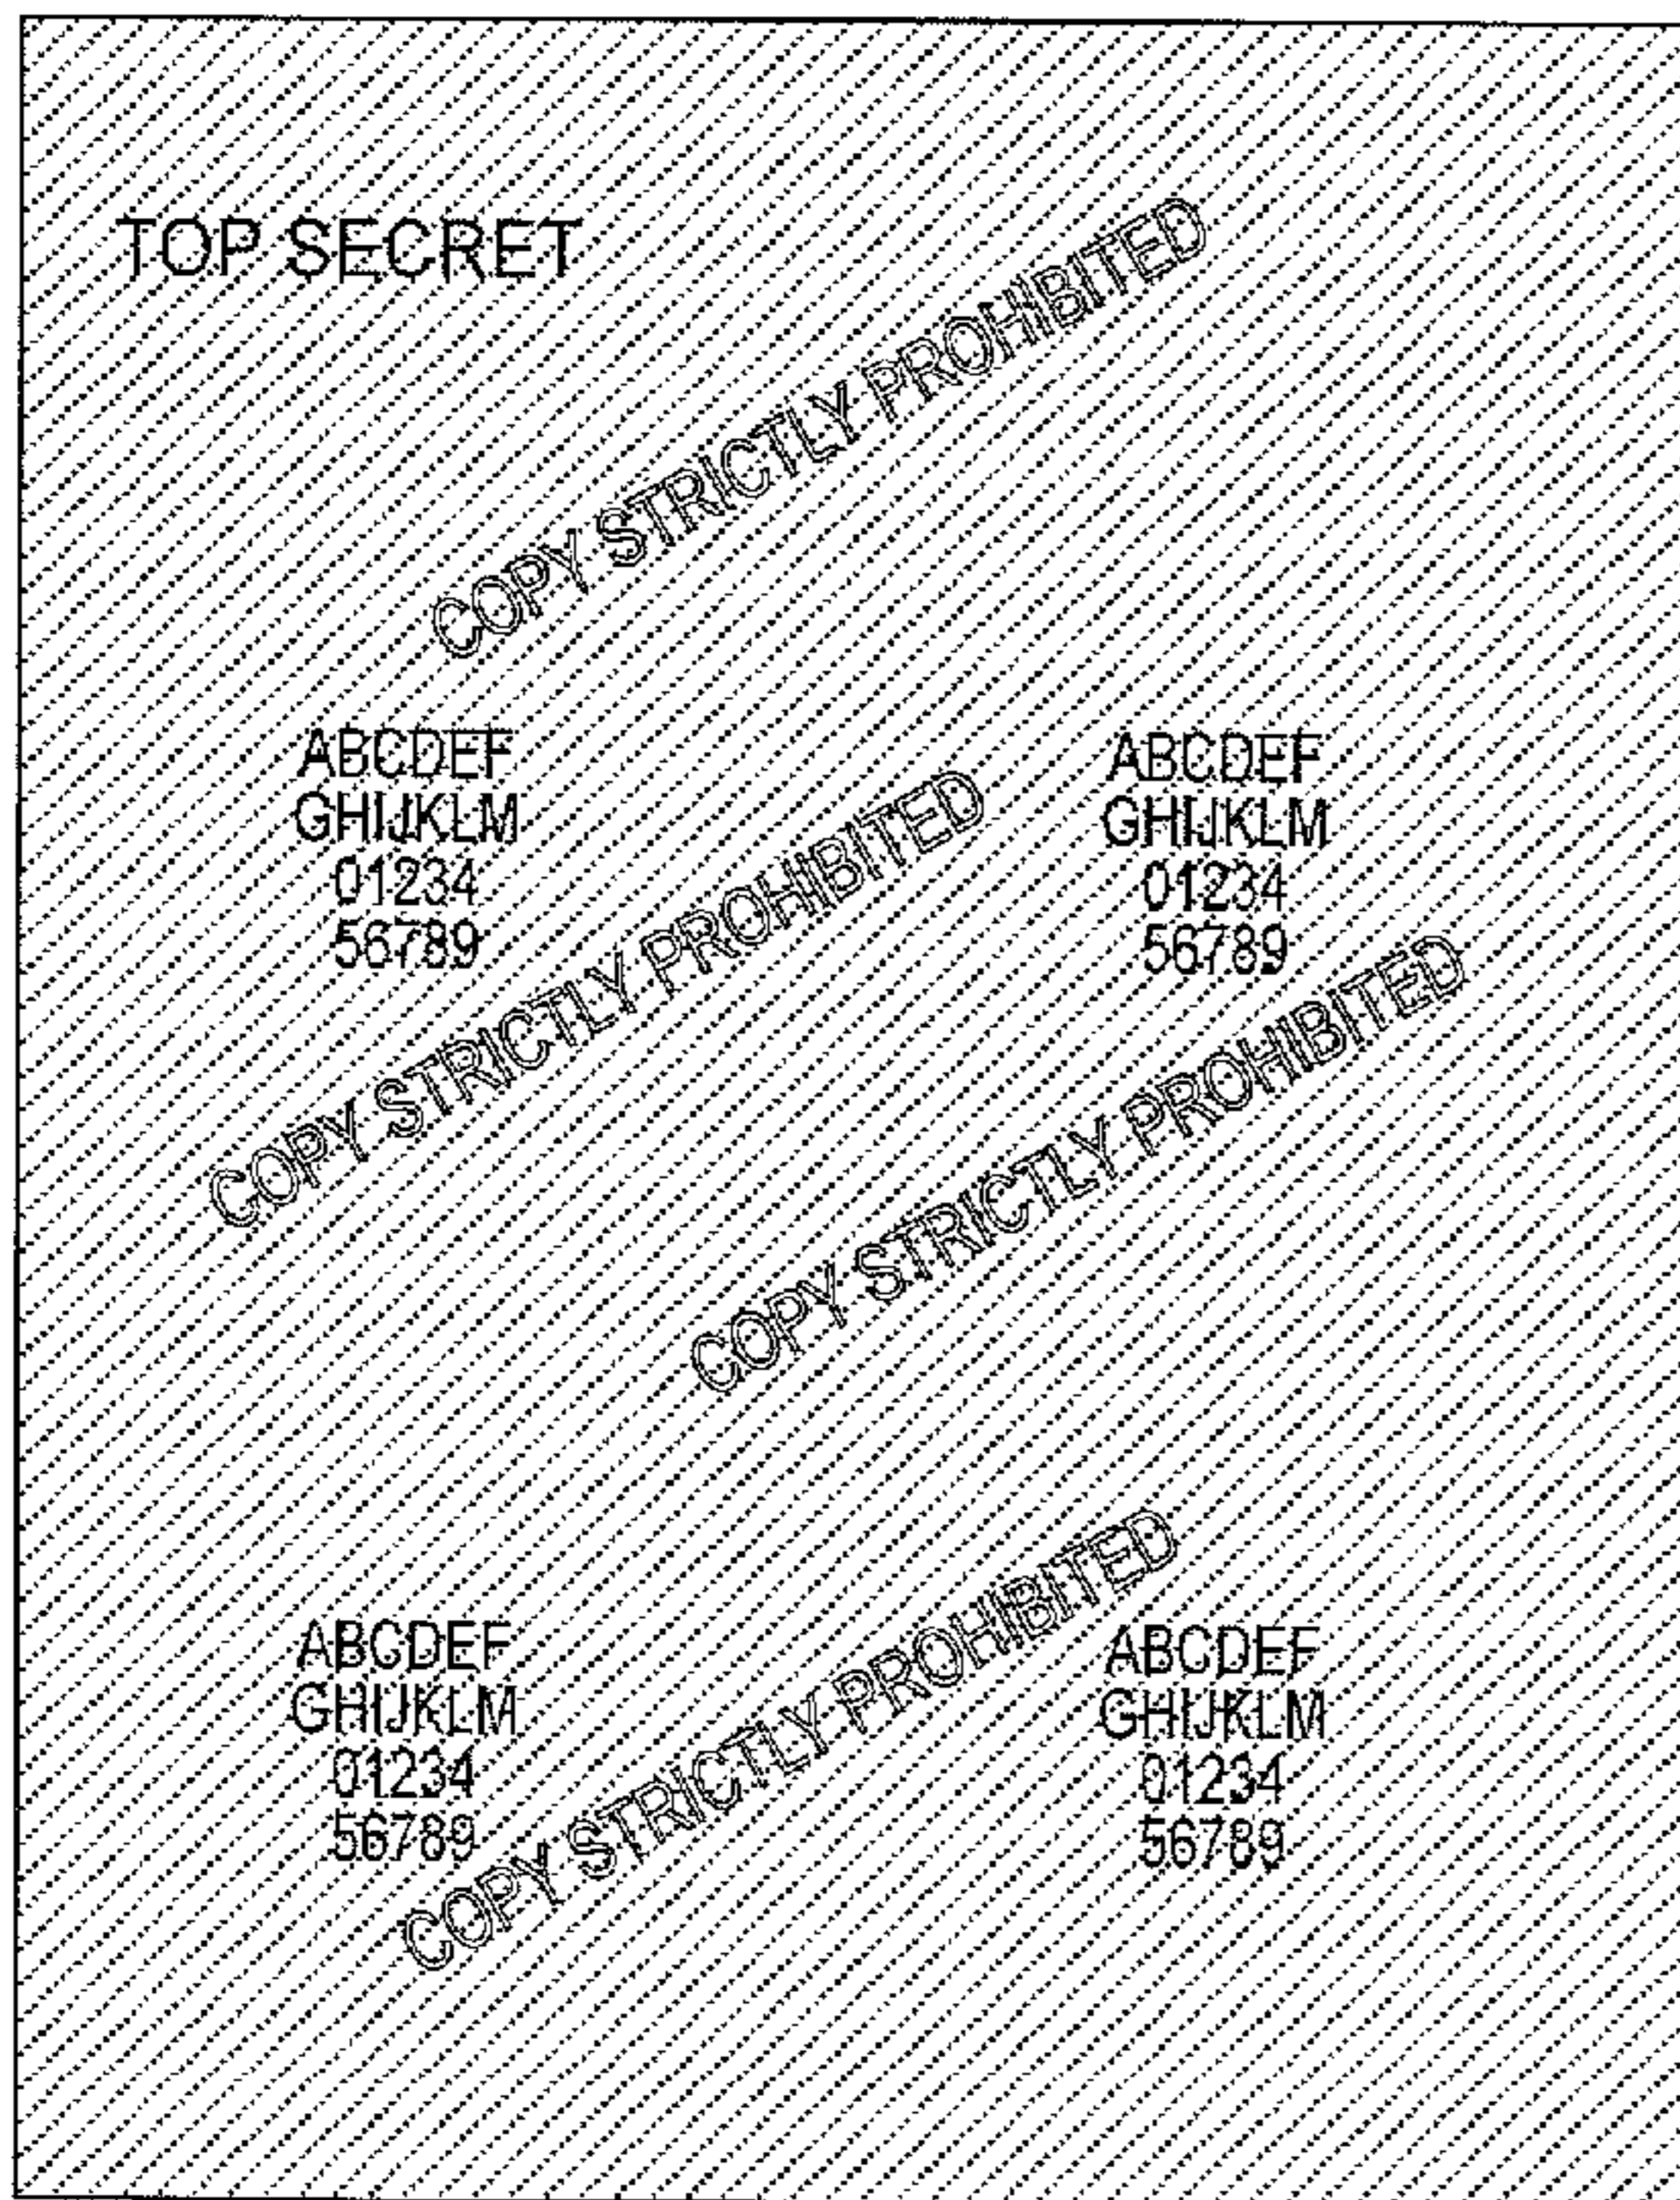 TOP SECRET
COPY STRICTLY PROHIBITED
ABCDEF
GHIJKLM
01234
56789
ABCDEF
GHIJKLM
01234
56789
COPY STRICTLY PROHIBITED
COPY STRICTLY PROHIBITED
ABCDEF
GHIJKLM
01234
56789
ABCDEF
GHIJKLM
01234
56789
COPY STRICTLY PROHIBITED